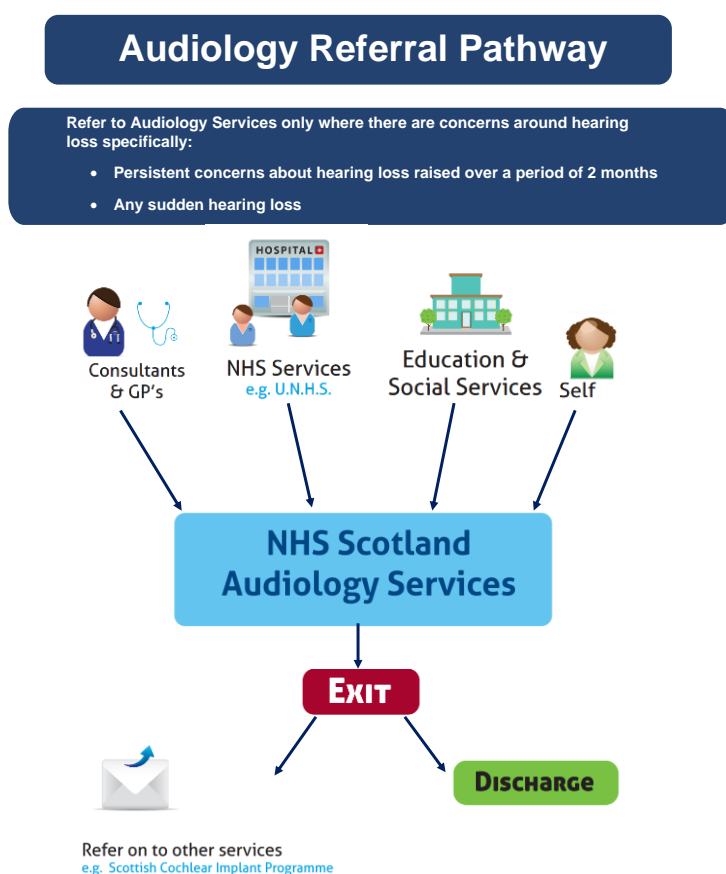 Audiology Referral Pathway
Refer to Audiology Services only where there are concerns around hearing
loss specifically:
• Persistent concerns about hearing loss raised over a period of 2 months
• Any sudden hearing loss
HOSPITAL
Consultants
& GP's
NHS Services
e.g. U.N.H.S.
Education &
Social Services
Self
NHS Scotland
Audiology Services
Exit
Discharge
Refer on to other services
e.g. Scottish Cochlear Implant Programme